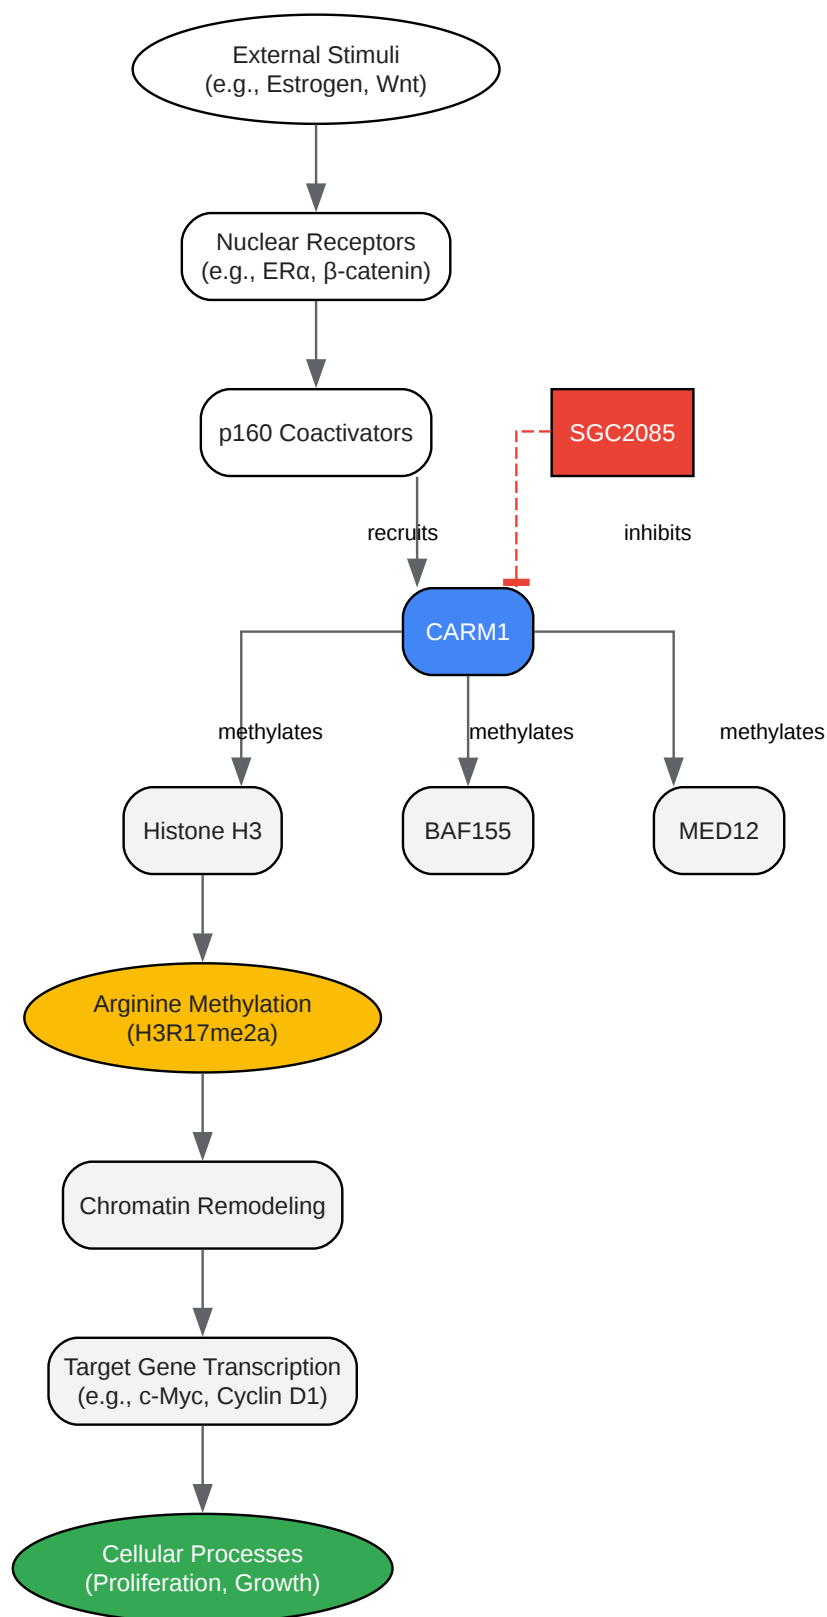 External Stimuli
(e.g., Estrogen, Wnt)
Nuclear Receptors
(e.g., ERα, β-catenin)
p160 Coactivators
SGC2085
recruits
inhibits
CARM1
methylates
methylates
methylates
Histone H3
BAF155
MED12
Arginine Methylation
(H3R17me2a)
Chromatin Remodeling
Target Gene Transcription
(e.g., c-Myc, Cyclin D1)
Cellular Processes
(Proliferation, Growth)